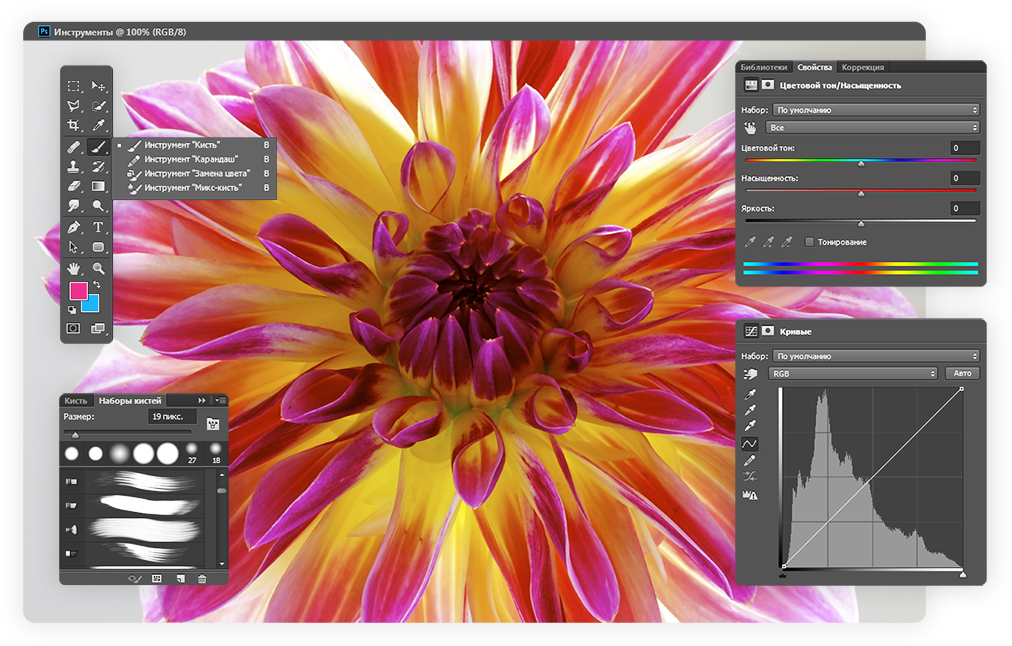 Ps Инструменты @ 100% (RGB/8)
Инструмент "Кисть" B
Инструмент "Карандаш" B
Инструмент "Замена цвета" B
Инструмент "Микс-кисть" B
T
Кисть Наборы кистей
Размер: 19 пикс.
27 18
Библиотеки Свойства Коррекция
Цветовой тон/Насыщенность
Набор: По умолчанию
Все
Цветовой тон: 0
Насыщенность: 0
Яркость: 0
Тонирование
Кривые
Набор: По умолчанию
RGB Авто